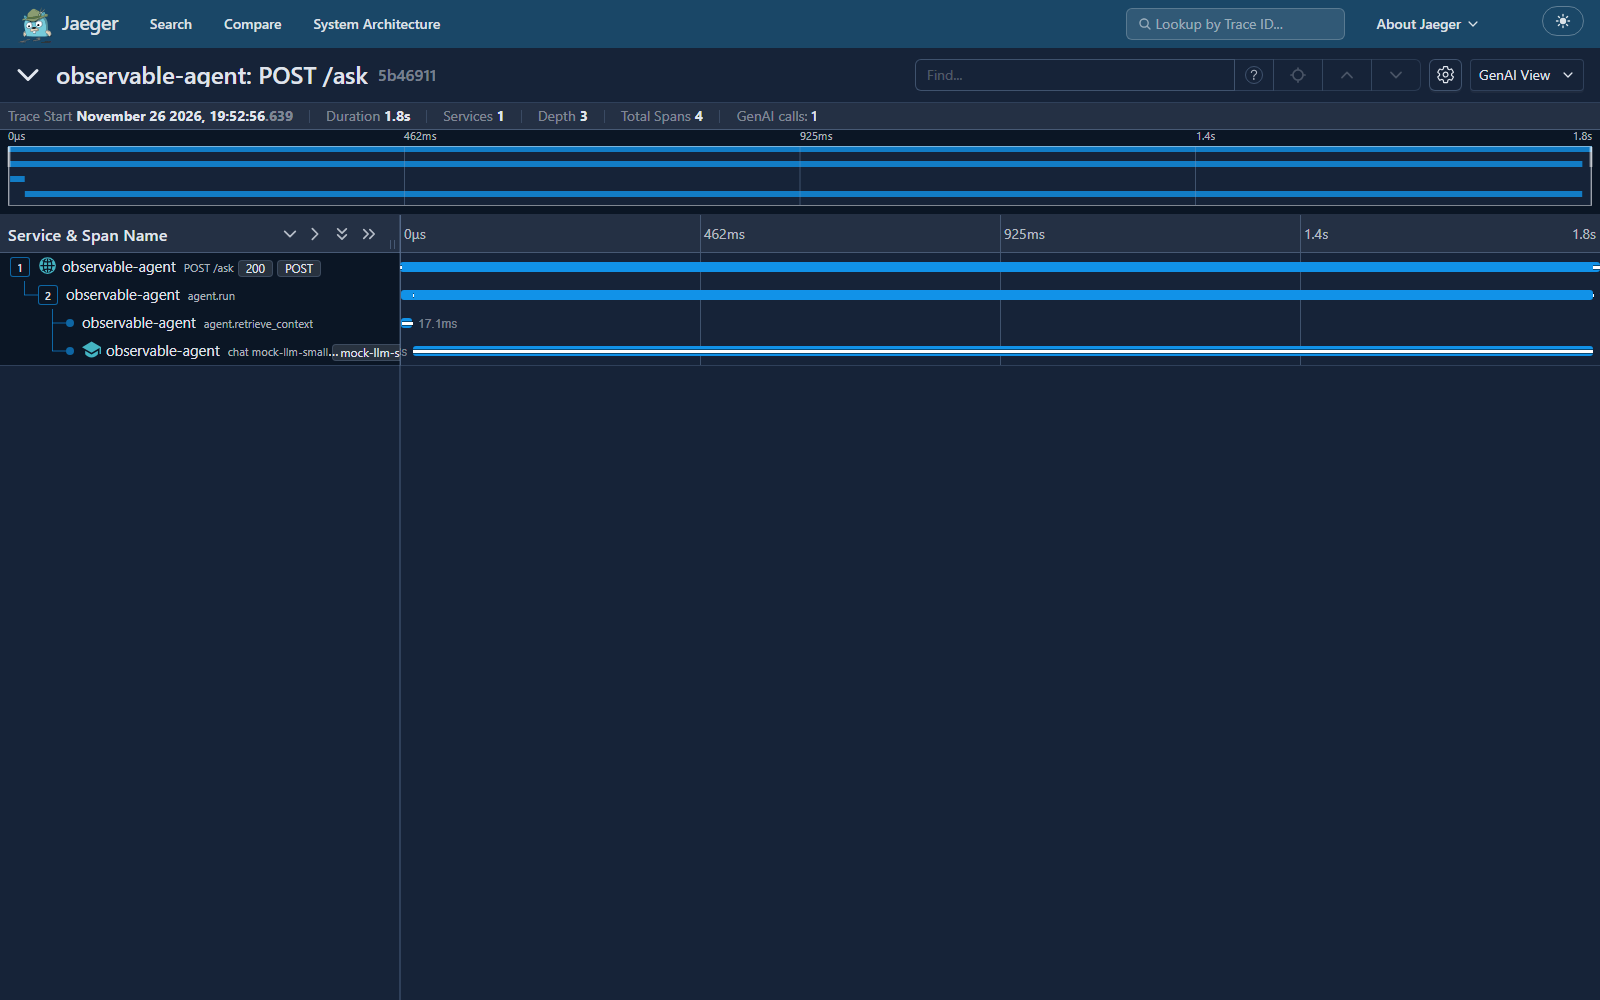 Jaeger Search Compare System Architecture Lookup by Trace ID... About Jaeger
observable-agent: POST /ask 5b46911 Find... ? GenAI View
Trace Start November 26 2026, 19:52:56.639 Duration 1.8s Services 1 Depth 3 Total Spans 4 GenAI calls: 1
0μs 462ms 925ms 1.4s 1.8s
Service & Span Name 0μs 462ms 925ms 1.4s 1.8s
1 observable-agent POST /ask 200 POST
2 observable-agent agent.run
observable-agent agent.retrieve_context 17.1ms
observable-agent chat mock-llm-small... mock-llm-s s